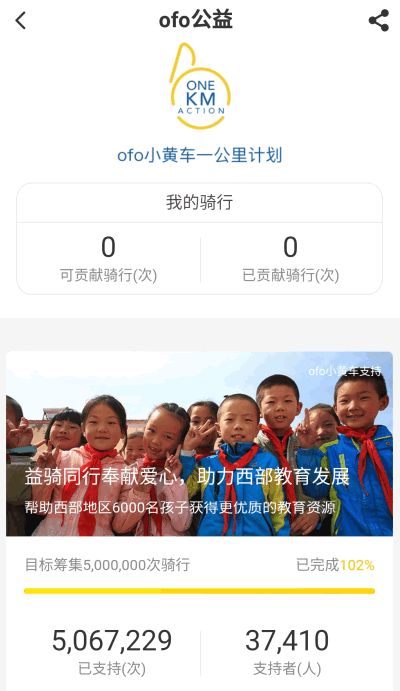 ofo公益
ONE
KM
ACTION
ofo小黄车一公里计划
我的骑行
0
0
可贡献骑行(次)
已贡献骑行(次)
ofo小黄车支持
益骑同行奉献爱心，助力西部教育发展
帮助西部地区6000名孩子获得更优质的教育资源
目标筹集5,000,000次骑行
已完成102%
5,067,229
37,410
已支持(次)
支持者(人)